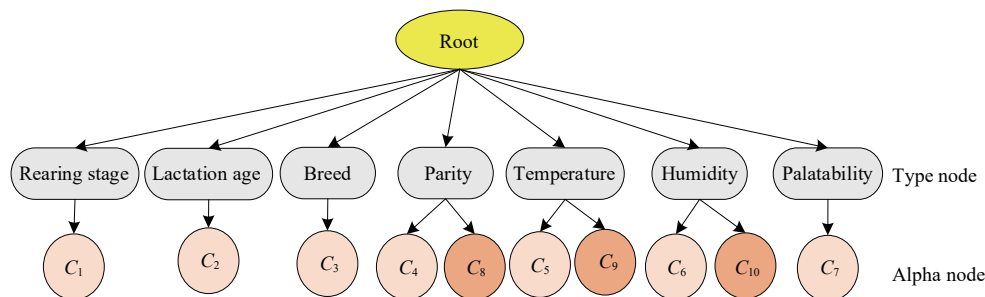 Root
Rearing stage Lactation age Breed Parity Temperature Humidity Palatability Type node
C1 C2 C3 C4 C8 C5 C9 C6 C10 C7 Alpha node